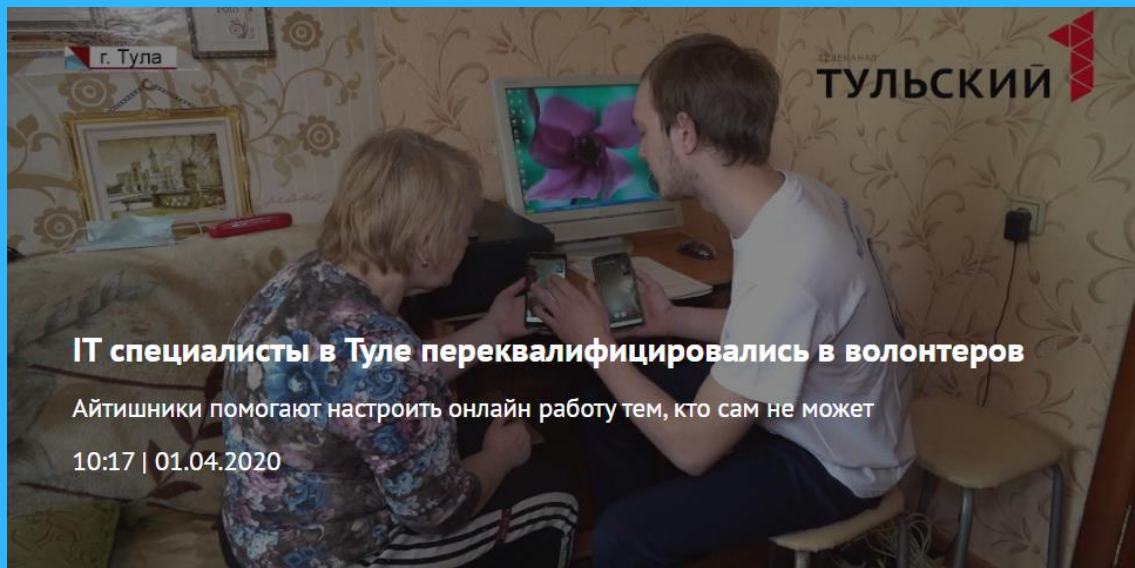 г. Тула
ТЕЛЕКАНАЛ
ТУЛЬСКИЙ
IT специалисты в Туле переквалифицировались в волонтеров
Айтишники помогают настроить онлайн работу тем, кто сам не может
10:17 | 01.04.2020